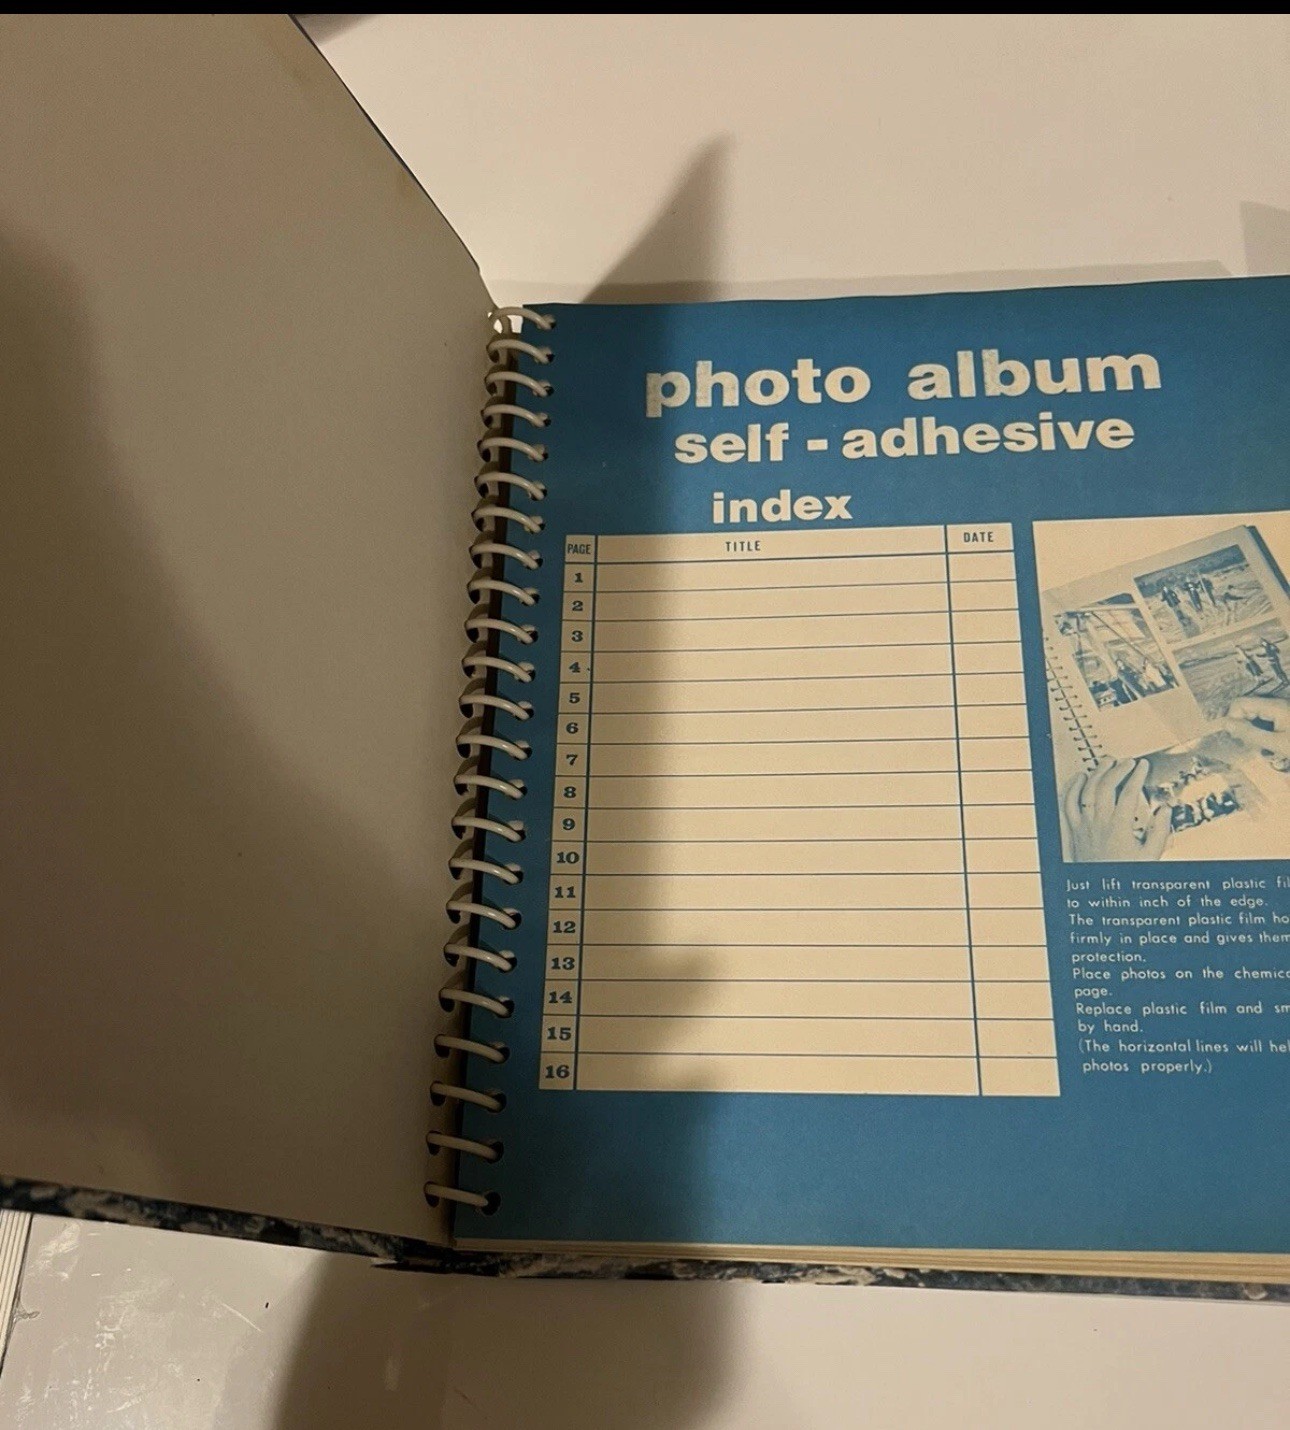 photo album
self - adhesive
index
PAGE TITLE DATE
1
2
3
4
5
6
7
8
9
10
11
12
13
14
15
16
Just lift transparent plastic
to within inch of the edge.
The transparent plastic film
firmly in place and gives them
protection.
Place photos on the
page.
Replace plastic film and
by hand.
(The horizontal lines will
photos properly.)